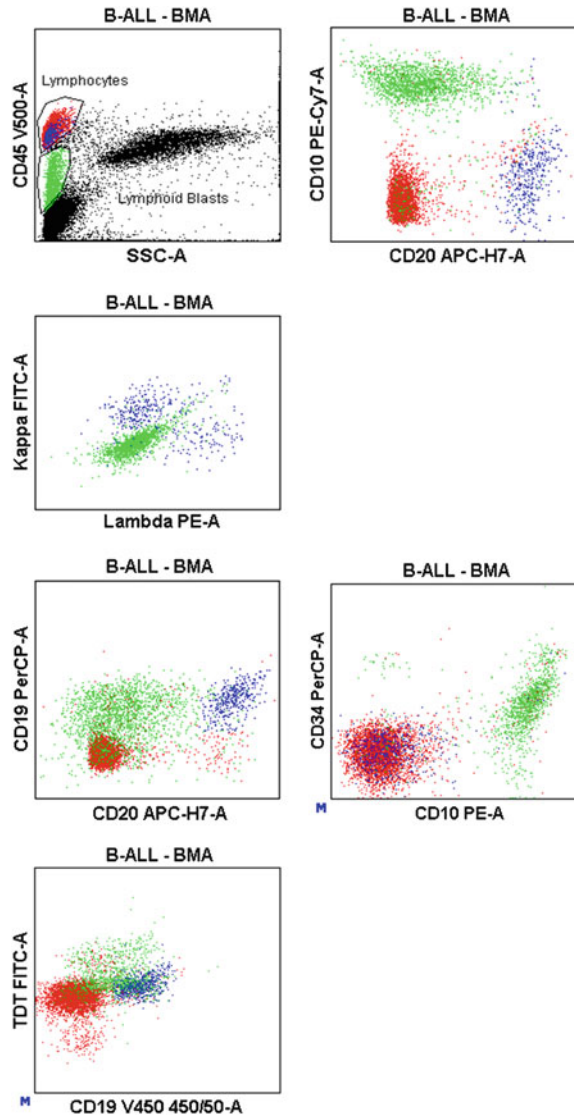 B-ALL - BMA
Lymphocytes
CD45 V500-A
Lymphoid Blasts
SSC-A
B-ALL - BMA
CD10 PE-Cy7-A
CD20 APC-H7-A
B-ALL - BMA
Kappa FITC-A
Lambda PE-A
B-ALL - BMA
CD19 PerCP-A
CD20 APC-H7-A
B-ALL - BMA
CD34 PerCP-A
M
CD10 PE-A
B-ALL - BMA
TDT FITC-A
M
CD19 V450 450/50-A